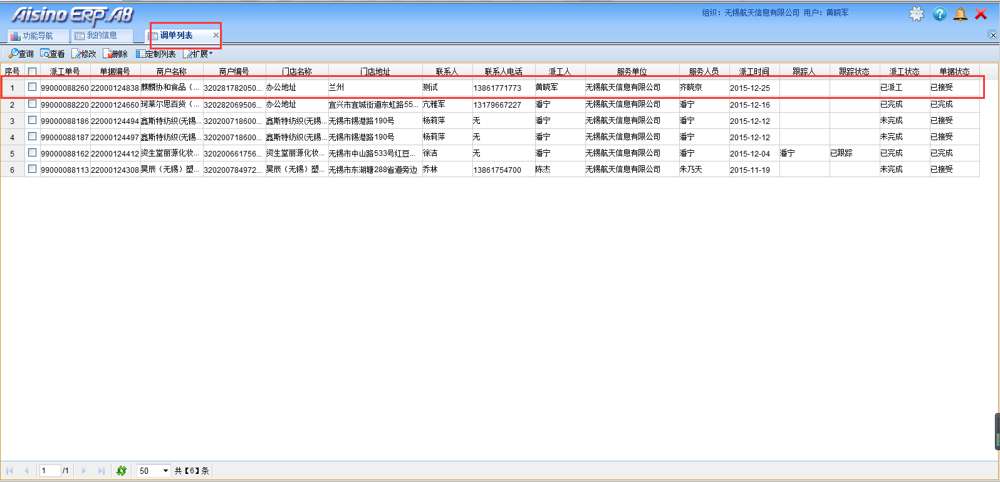 Aisino ERP.A8
组织：无锡航天信息有限公司 用户：黄晓军
功能导航 我的信息 调单列表
查询 查看 修改 删除 定制列表 扩展
序号 派工单号 单据编号 商户名称 商户编号 门店名称 门店地址 联系人 联系人电话 派工人 服务单位 服务人员 派工时间 跟踪人 跟踪状态 派工状态 单据状态
1 99000088260 22000124838 麒麟协和食品（... 320281782050... 办公地址 兰州 测试 13861771773 黄晓军 无锡航天信息有限公司 齐晓京 2015-12-25 已派工 已接受
2 99000088220 22000124660 珂莱尔思百货（... 320282069506... 办公地址 宜兴市宜城街道东虹路55... 亢雅军 13179667227 潘宁 无锡航天信息有限公司 潘宁 2015-12-16 已完成 已完成
3 99000088186 22000124494 鑫斯特纺织(无锡... 320200718600... 鑫斯特纺织(无锡... 无锡市锡港路190号 杨莉萍 无 潘宁 无锡航天信息有限公司 潘宁 2015-12-12 未完成 已接受
4 99000088187 22000124497 鑫斯特纺织(无锡... 320200718600... 鑫斯特纺织(无锡... 无锡市锡港路190号 杨莉萍 无 潘宁 无锡航天信息有限公司 潘宁 2015-12-12 未完成 已接受
5 99000088162 22000124412 资生堂丽源化妆... 320200661756... 资生堂丽源化妆... 无锡市中山路533号红豆... 徐洁 无 潘宁 无锡航天信息有限公司 潘宁 2015-12-04 潘宁 已跟踪 已完成 已完成
6 99000088113 22000124308 昊辰（无锡）塑... 320200784972... 昊辰（无锡）塑... 无锡市东湖塘288省道旁边 乔林 13861754700 陈杰 无锡航天信息有限公司 朱乃天 2015-11-19 未完成 已接受
1 /1 50 共【6】条